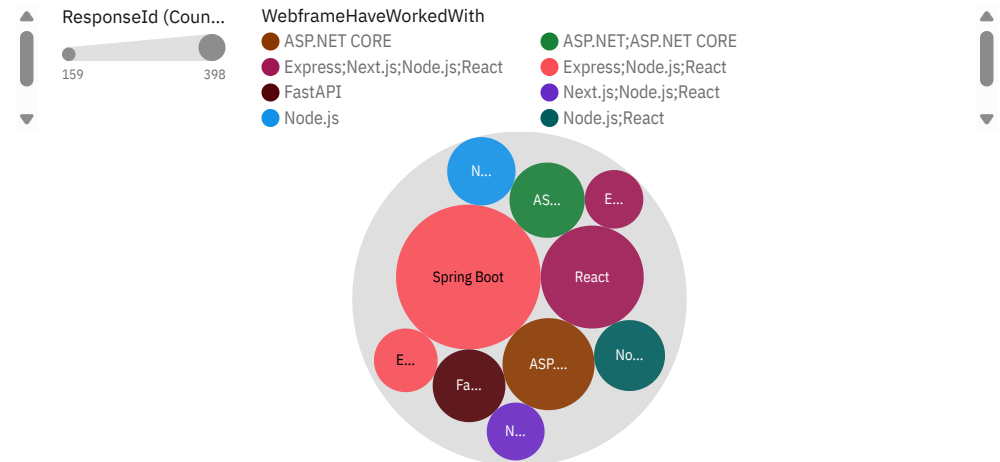 ResponseId (Coun...
159
398
WebframeHaveWorkedWith
ASP.NET CORE
ASP.NET;ASP.NET CORE
Express;Next.js;Node.js;React
Express;Node.js;React
FastAPI
Next.js;Node.js;React
Node.js
Node.js;React
N...
AS...
E...
Spring Boot
React
E...
Fa...
ASP....
No...
N...